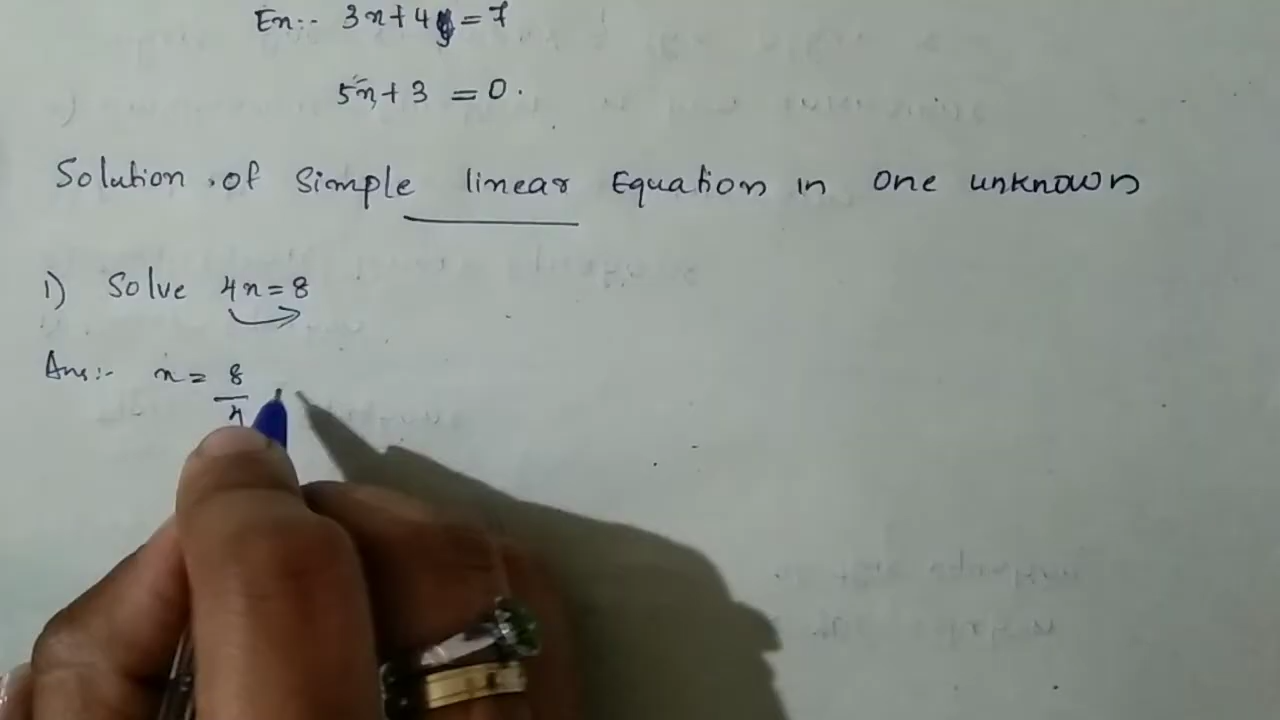 Ex:- 3x+4y=7
5x+3=0.
Solution of Simple linear Equation in one unknown
1) Solve 4x=8
Ans:- x= 8
4